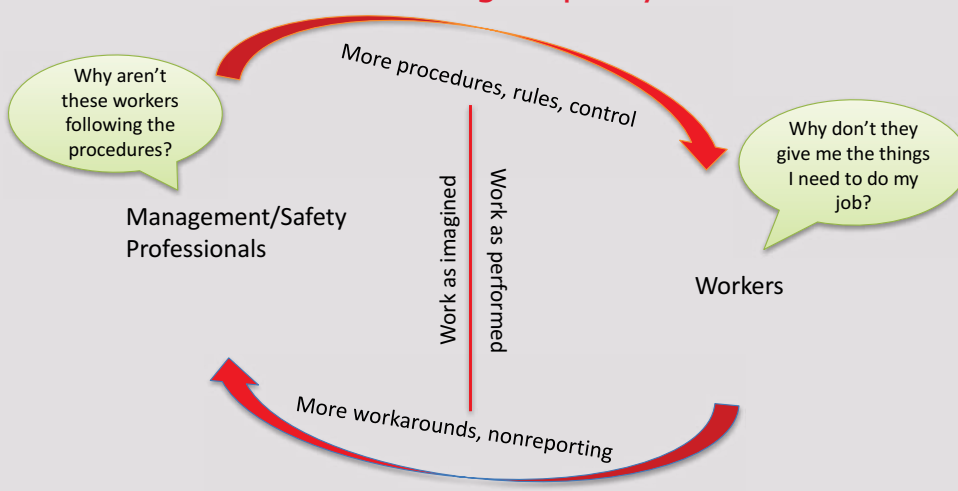 More procedures, rules, control
Why aren't
these workers
following the
procedures?
Why don't they
give me the things
I need to do my
job?
Management/Safety
Professionals
Work as imagined
Work as performed
Workers
More workarounds, nonreporting